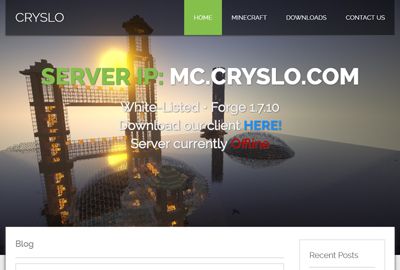 CRYSLO
HOME MINECRAFT DOWNLOADS CONTACT US
SERVER IP: MC.CRYSLO.COM
White-Listed • Forge 1.7.10
Download our client HERE!
Server currently Offline
Blog
Recent Posts